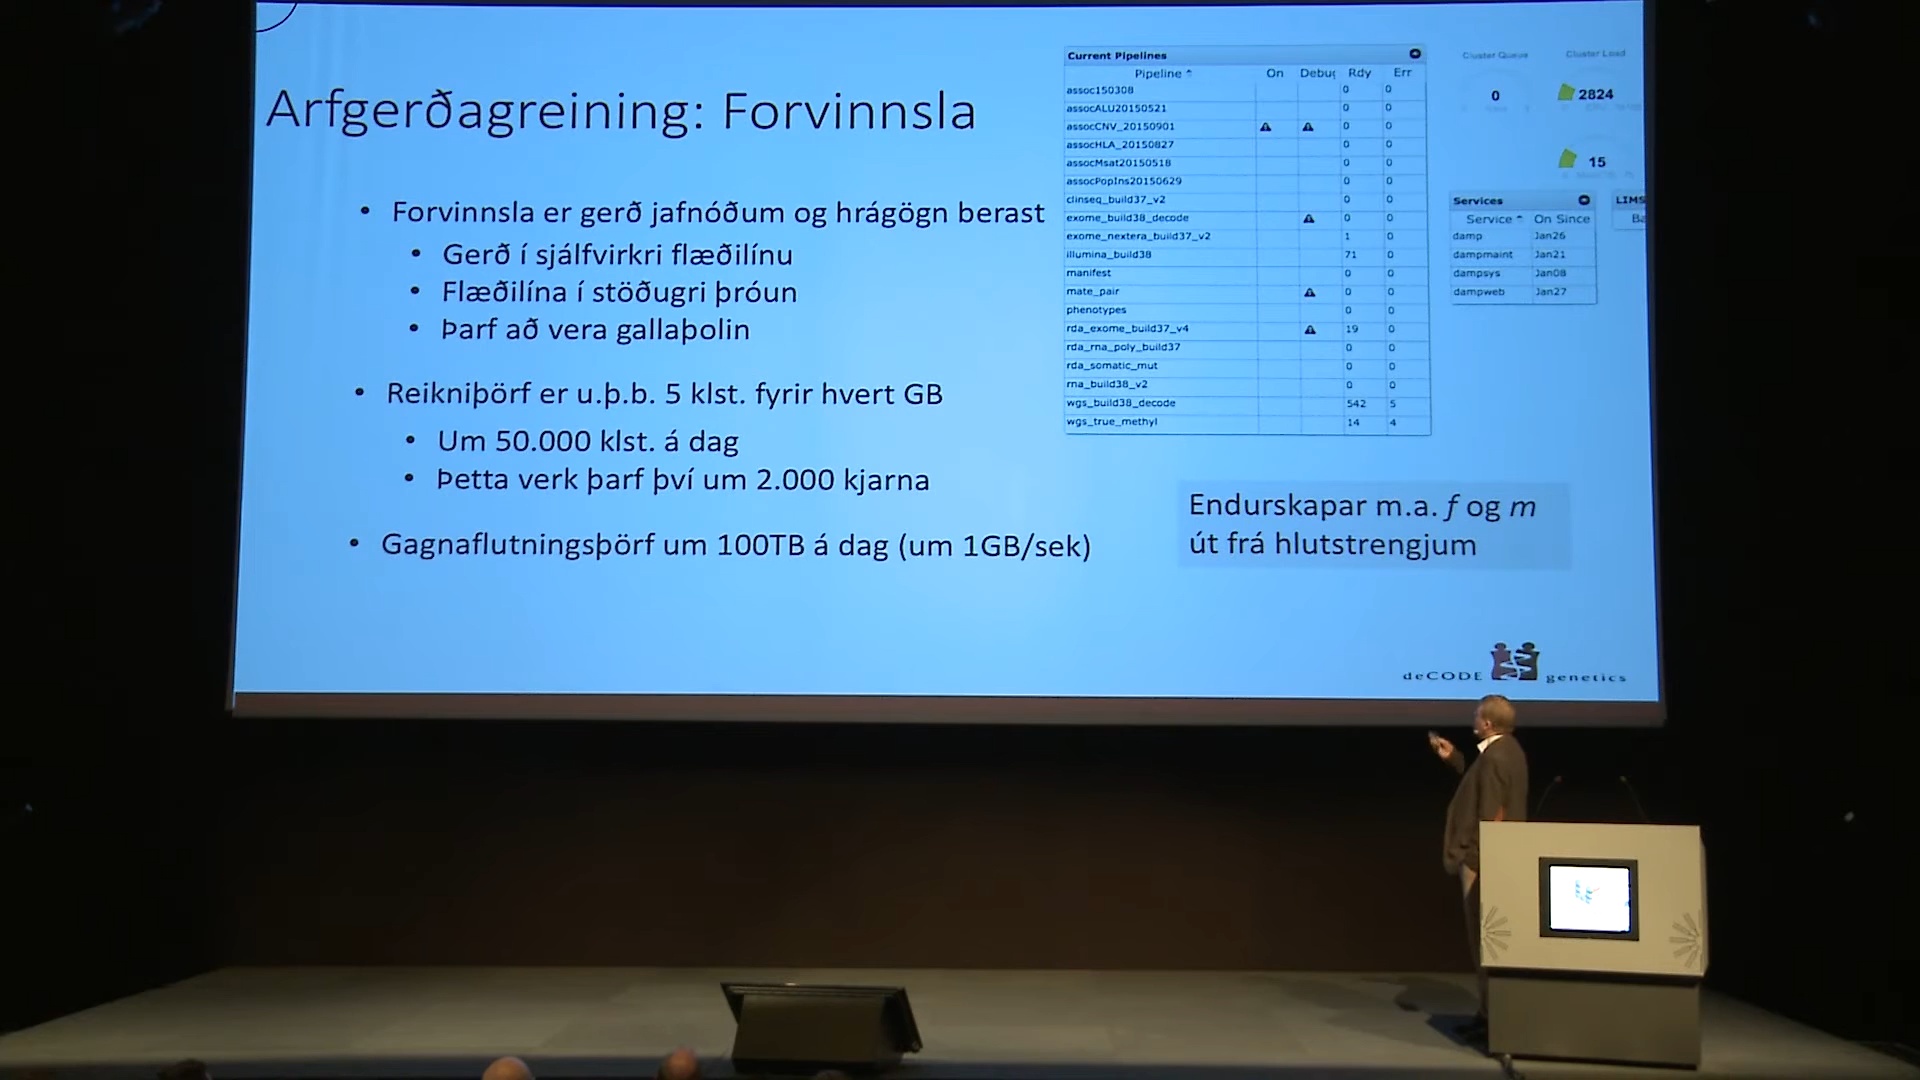 Arfgerðagreining: Forvinnsla
• Forvinnsla er gerð jafnóðum og hrágögn berast
• Gerð í sjálfvirkri flæðilínu
• Flæðilína í stöðugri þróun
• Þarf að vera gallaþolin
• Reikniþörf er u.þ.b. 5 klst. fyrir hvert GB
• Um 50.000 klst. á dag
• Þetta verk þarf því um 2.000 kjarna
• Gagnaflutningsþörf um 100TB á dag (um 1GB/sek)
Current Pipelines
Pipeline On Debug Rdy Err
assoc150308 0 0
assocALU20150521 0 0
assocCNV_20150901 0 0
assocHLA_20150827 0 0
assocMsat20150518 0 0
assocPopIns20150629 0 0
clinseq_build37_v2 0 0
exome_build38_decode 0 0
exome_nextera_build37_v2 1 0
illumina_build38 71 0
manifest 0 0
mate_pair 0 0
phenotypes 0 0
rda_exome_build37_v4 19 0
rda_rna_poly_build37 0 0
rda_somatic_mut 0 0
rna_build38_v2 0 0
wgs_build38_decode 542 5
wgs_true_methyl 14 4
Cluster Queue
0
Cluster Load
2824
15
Services
Service On Since
damp Jan26
dampmaint Jan21
dampsys Jan08
dampweb Jan27
LIMS
Ba
Endurskapar m.a. f og m
út frá hlutstrengjum
deCODE genetics